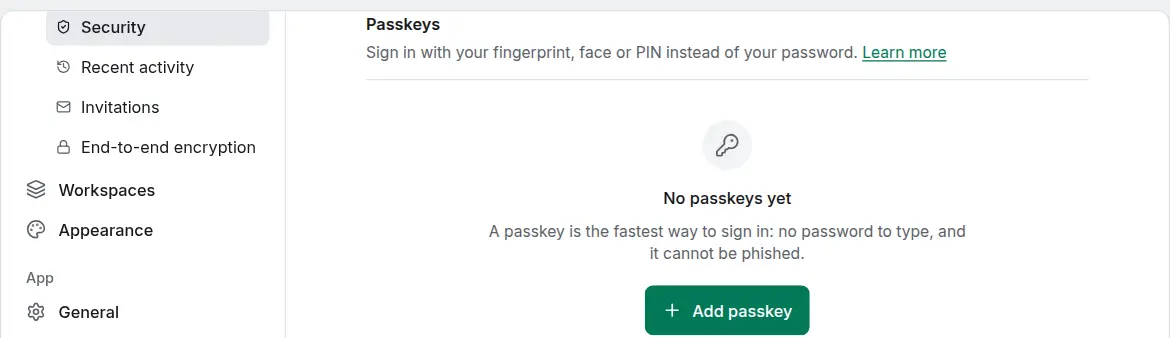 Security
Recent activity
Invitations
End-to-end encryption
Workspaces
Appearance
App
General
Passkeys
Sign in with your fingerprint, face or PIN instead of your password. Learn more
No passkeys yet
A passkey is the fastest way to sign in: no password to type, and
it cannot be phished.
Add passkey